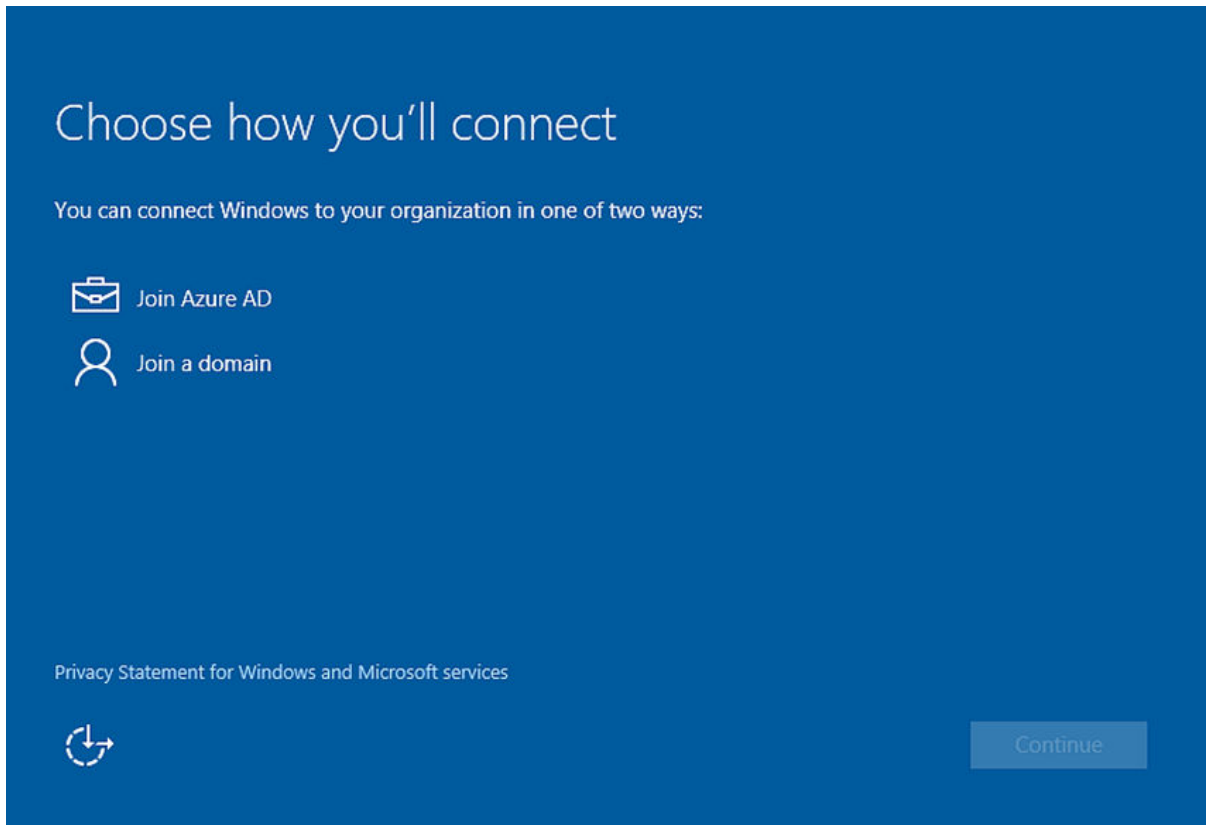 Choose how you'll connect
You can connect Windows to your organization in one of two ways:
Join Azure AD
Join a domain
Privacy Statement for Windows and Microsoft services
Continue